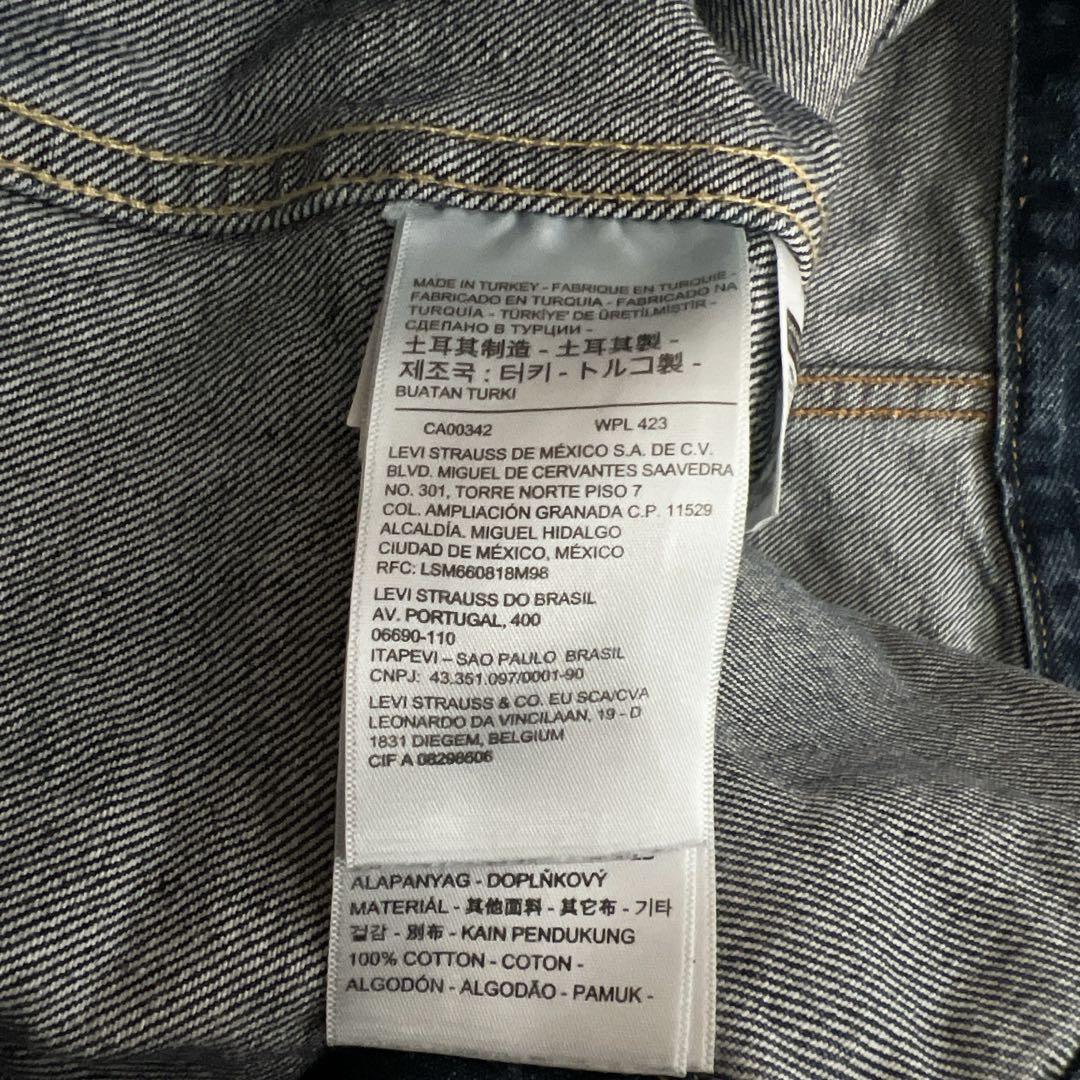 MADE IN TURKEY - FABRIQUE EN TURQUIE -
FABRICADO EN TURQUIA - FABRICADO NA
TURQUIA - TÜRKİYE' DE ÜRETİLMİŞTİR -
СДЕЛАНО В ТУРЦИИ -
土耳其制造 - 土耳其製 -
제조국 : 터키 - トルコ製 -
BUATAN TURKI
CA00342 WPL 423
LEVI STRAUSS DE MÉXICO S.A. DE C.V.
BLVD. MIGUEL DE CERVANTES SAAVEDRA
NO. 301, TORRE NORTE PISO 7
COL. AMPLIACIÓN GRANADA C.P. 11529
ALCALDÍA. MIGUEL HIDALGO
CIUDAD DE MÉXICO, MÉXICO
RFC: LSM660818M98
LEVI STRAUSS DO BRASIL
AV. PORTUGAL, 400
06690-110
ITAPEVI – SAO PAULO BRASIL
CNPJ: 43.351.097/0001-90
LEVI STRAUSS & CO. EU SCA/CVA
LEONARDO DA VINCILAAN, 19 - D
1831 DIEGEM, BELGIUM
CIF A 08298606
ALAPANYAG - DOPLŇKOVÝ
MATERIÁL - 其他面料 - 其它布 - 기타
겉감 - 別布 - KAIN PENDUKUNG
100% COTTON - COTON -
ALGODÓN - ALGODÃO - PAMUK -